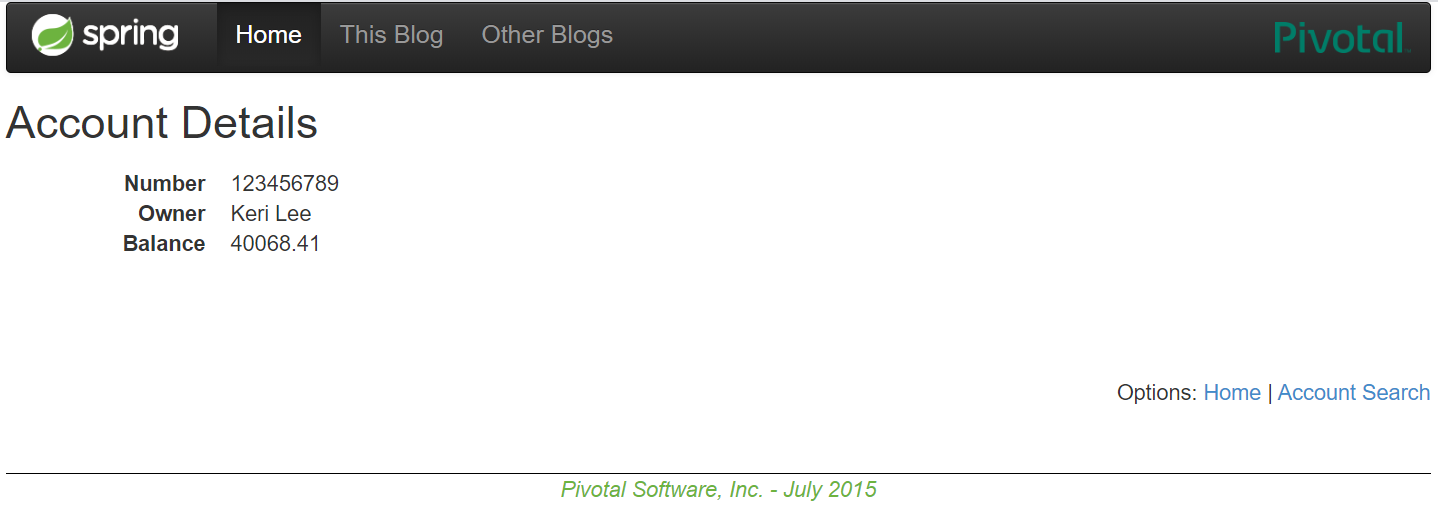 spring Home This Blog Other Blogs Pivotal
Account Details
Number 123456789
Owner Keri Lee
Balance 40068.41
Options: Home | Account Search
Pivotal Software, Inc. - July 2015